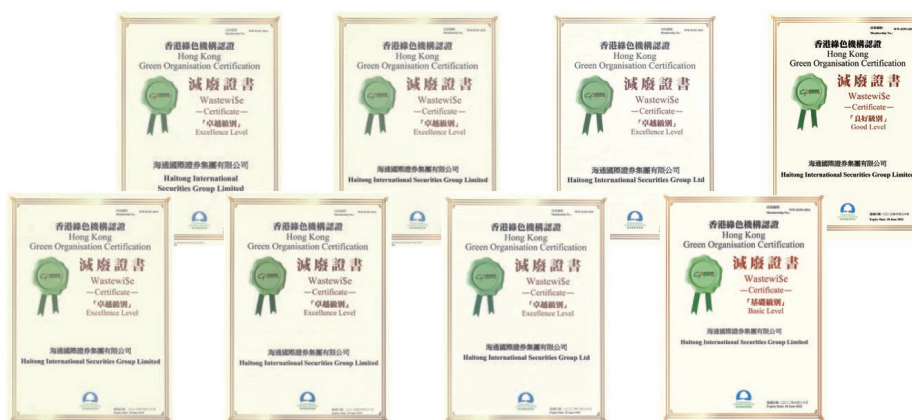 香港綠色機構認證
Hong Kong
Green Organisation Certification
減廢證書
Wastewi$e
—Certificate—
「卓越級別」
Excellence Level
海通國際證券集團有限公司
Haitong International
Securities Group Limited
香港綠色機構認證
Hong Kong
Green Organisation Certification
減廢證書
Wastewi$e
—Certificate—
「卓越級別」
Excellence Level
海通國際證券集團有限公司
Haitong International Securities Group Limited
香港綠色機構認證
Hong Kong
Green Organisation Certification
減廢證書
Wastewi$e
—Certificate—
「卓越級別」
Excellence Level
海通國際證券集團有限公司
Haitong International Securities Group Ltd
香港綠色機構認證
Hong Kong
Green Organisation Certification
減廢證書
Wastewi$e
—Certificate—
「良好級別」
Good Level
海通國際證券集團有限公司
Haitong International Securities Group Limited
香港綠色機構認證
Hong Kong
Green Organisation Certification
減廢證書
Wastewi$e
—Certificate—
「卓越級別」
Excellence Level
海通國際證券集團有限公司
Haitong International Securities Group Limited
香港綠色機構認證
Hong Kong
Green Organisation Certification
減廢證書
Wastewi$e
—Certificate—
「卓越級別」
Excellence Level
海通國際證券集團有限公司
Haitong International Securities Group Limited
香港綠色機構認證
Hong Kong
Green Organisation Certification
減廢證書
Wastewi$e
—Certificate—
「卓越級別」
Excellence Level
海通國際證券集團有限公司
Haitong International Securities Group Ltd
香港綠色機構認證
Hong Kong
Green Organisation Certification
減廢證書
Wastewi$e
—Certificate—
「基礎級別」
Basic Level
海通國際證券集團有限公司
Haitong International Securities Group Limited